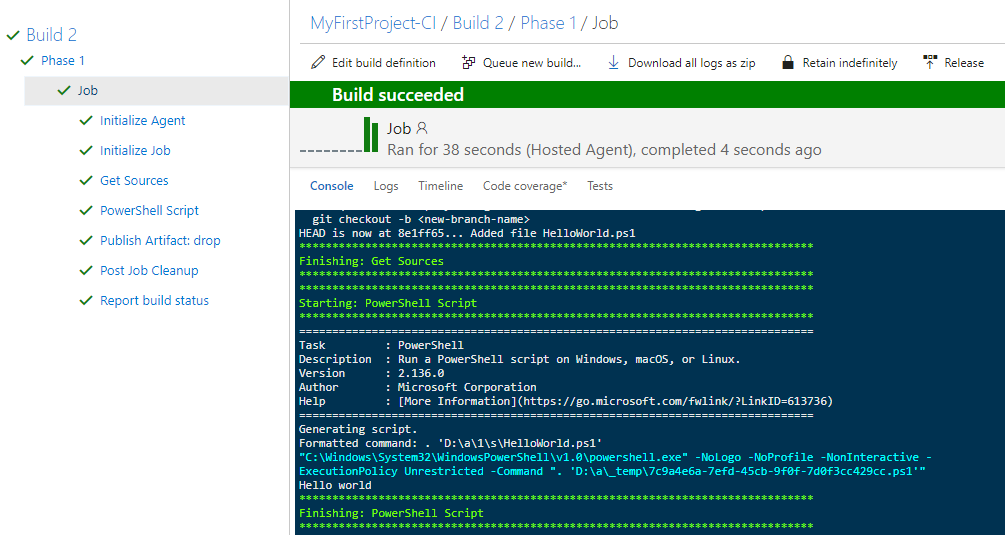 Build 2
Phase 1
Job
Initialize Agent
Initialize Job
Get Sources
PowerShell Script
Publish Artifact: drop
Post Job Cleanup
Report build status
MyFirstProject-CI / Build 2 / Phase 1 / Job
Edit build definition Queue new build... Download all logs as zip Retain indefinitely Release
Build succeeded
Job
Ran for 38 seconds (Hosted Agent), completed 4 seconds ago
Console Logs Timeline Code coverage* Tests
git checkout -b <new-branch-name>
HEAD is now at 8e1ff65... Added file HelloWorld.ps1
******************************************************************************
Finishing: Get Sources
******************************************************************************
******************************************************************************
Starting: PowerShell Script
******************************************************************************
==============================================================================
Task : PowerShell
Description : Run a PowerShell script on Windows, macOS, or Linux.
Version : 2.136.0
Author : Microsoft Corporation
Help : [More Information](https://go.microsoft.com/fwlink/?LinkID=613736)
==============================================================================
Generating script.
Formatted command: . 'D:\a\1\s\HelloWorld.ps1'
"C:\Windows\System32\WindowsPowerShell\v1.0\powershell.exe" -NoLogo -NoProfile -NonInteractive -
ExecutionPolicy Unrestricted -Command ". 'D:\a\_temp\7c9a4e6a-7efd-45cb-9f0f-7d0f3cc429cc.ps1'"
Hello world
******************************************************************************
Finishing: PowerShell Script
******************************************************************************